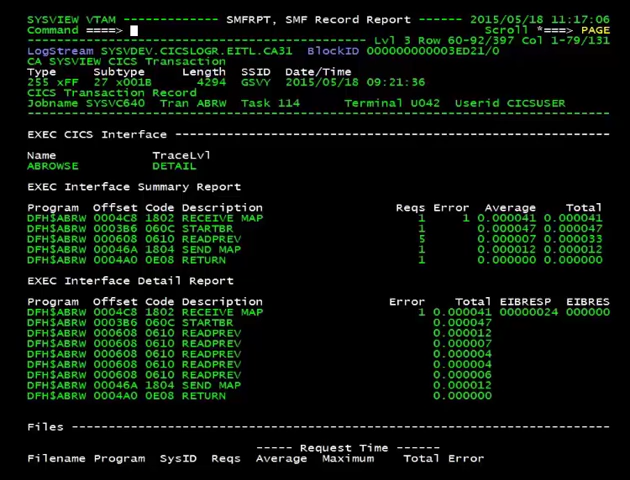 SYSVIEW VTAM ------------- SMFRPT, SMF Record Report ------ 2015/05/18 11:17:06
Command ====> Scroll *===> PAGE
Lvl 3 Row 60-92/397 Col 1-79/131
LogStream SYSVDEV.CICSLOGR.EITL.CA31 BlockID 000000000003ED21/0
CA SYSVIEW CICS Transaction
Type Subtype Length SSID Date/Time
255 xFF 27 x001B 4294 GSVY 2015/05/18 09:21:36
CICS Transaction Record
Jobname SYSVC640 Tran ABRW Task 114 Terminal U042 Userid CICSUSER
EXEC CICS Interface
Name TraceLvl
ABROWSE DETAIL
EXEC Interface Summary Report
Program Offset Code Description Reqs Error Average Total
DFH$ABRW 0004C8 1802 RECEIVE MAP 1 1 0.000041 0.000041
DFH$ABRW 0003B6 060C STARTBR 1 0.000047 0.000047
DFH$ABRW 000608 0610 READPREV 5 0.000007 0.000033
DFH$ABRW 00046A 1804 SEND MAP 1 0.000012 0.000012
DFH$ABRW 0004A0 0E08 RETURN 1 0.000000 0.000000
EXEC Interface Detail Report
Program Offset Code Description Error Total EIBRESP EIBRES
DFH$ABRW 0004C8 1802 RECEIVE MAP 1 0.000041 00000024 000000
DFH$ABRW 0003B6 060C STARTBR 0.000047
DFH$ABRW 000608 0610 READPREV 0.000012
DFH$ABRW 000608 0610 READPREV 0.000007
DFH$ABRW 000608 0610 READPREV 0.000004
DFH$ABRW 000608 0610 READPREV 0.000004
DFH$ABRW 000608 0610 READPREV 0.000006
DFH$ABRW 00046A 1804 SEND MAP 0.000012
DFH$ABRW 0004A0 0E08 RETURN 0.000000
Files
----- Request Time ------
Filename Program SysID Reqs Average Maximum Total Error